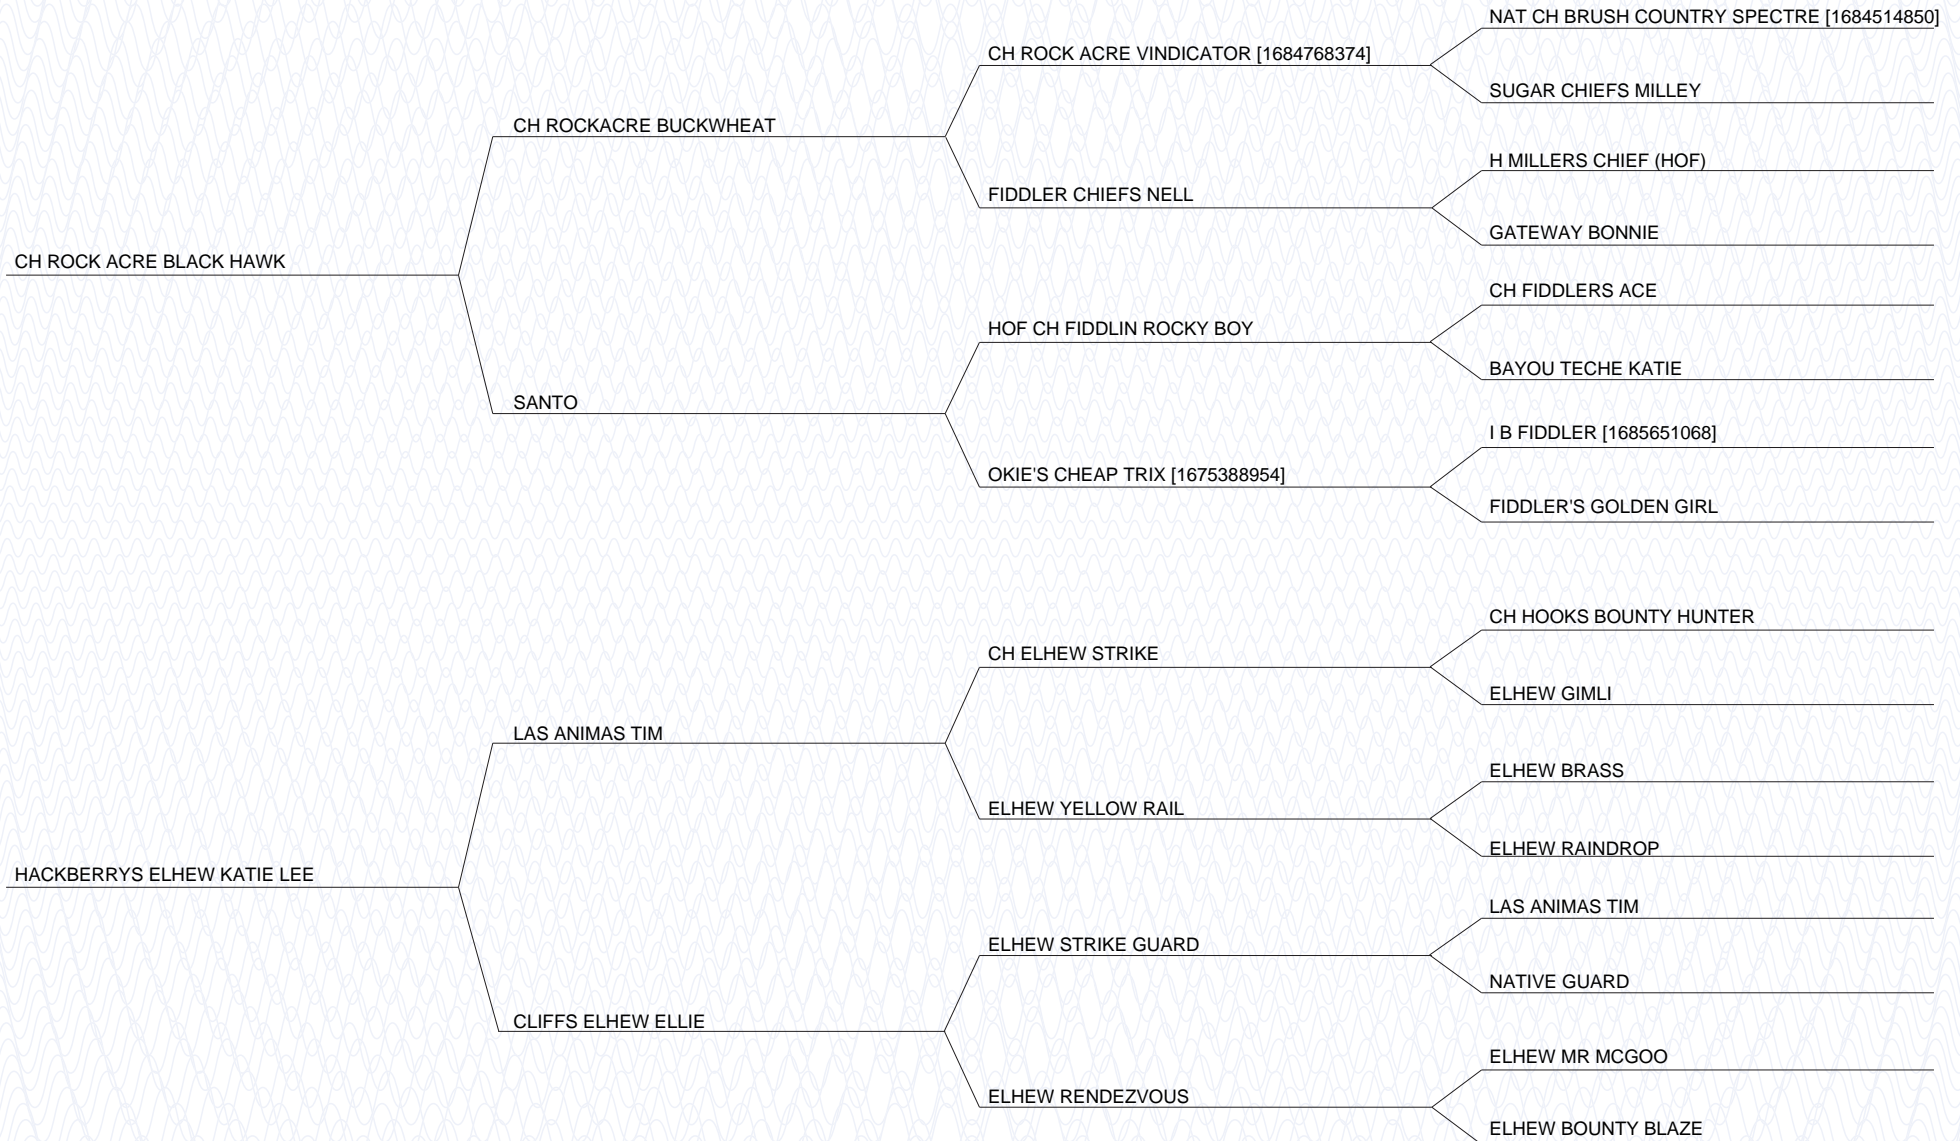 NAT CH BRUSH COUNTRY SPECTRE [1684514850]
CH ROCK ACRE VINDICATOR [1684768374]
SUGAR CHIEFS MILLEY
CH ROCKACRE BUCKWHEAT
H MILLERS CHIEF (HOF)
FIDDLER CHIEFS NELL
GATEWAY BONNIE
CH ROCK ACRE BLACK HAWK
CH FIDDLERS ACE
HOF CH FIDDLIN ROCKY BOY
BAYOU TECHE KATIE
SANTO
I B FIDDLER [1685651068]
OKIE'S CHEAP TRIX [1675388954]
FIDDLER'S GOLDEN GIRL
CH HOOKS BOUNTY HUNTER
CH ELHEW STRIKE
ELHEW GIMLI
LAS ANIMAS TIM
ELHEW BRASS
ELHEW YELLOW RAIL
ELHEW RAINDROP
HACKBERRYS ELHEW KATIE LEE
LAS ANIMAS TIM
ELHEW STRIKE GUARD
NATIVE GUARD
CLIFFS ELHEW ELLIE
ELHEW MR MCGOO
ELHEW RENDEZVOUS
ELHEW BOUNTY BLAZE